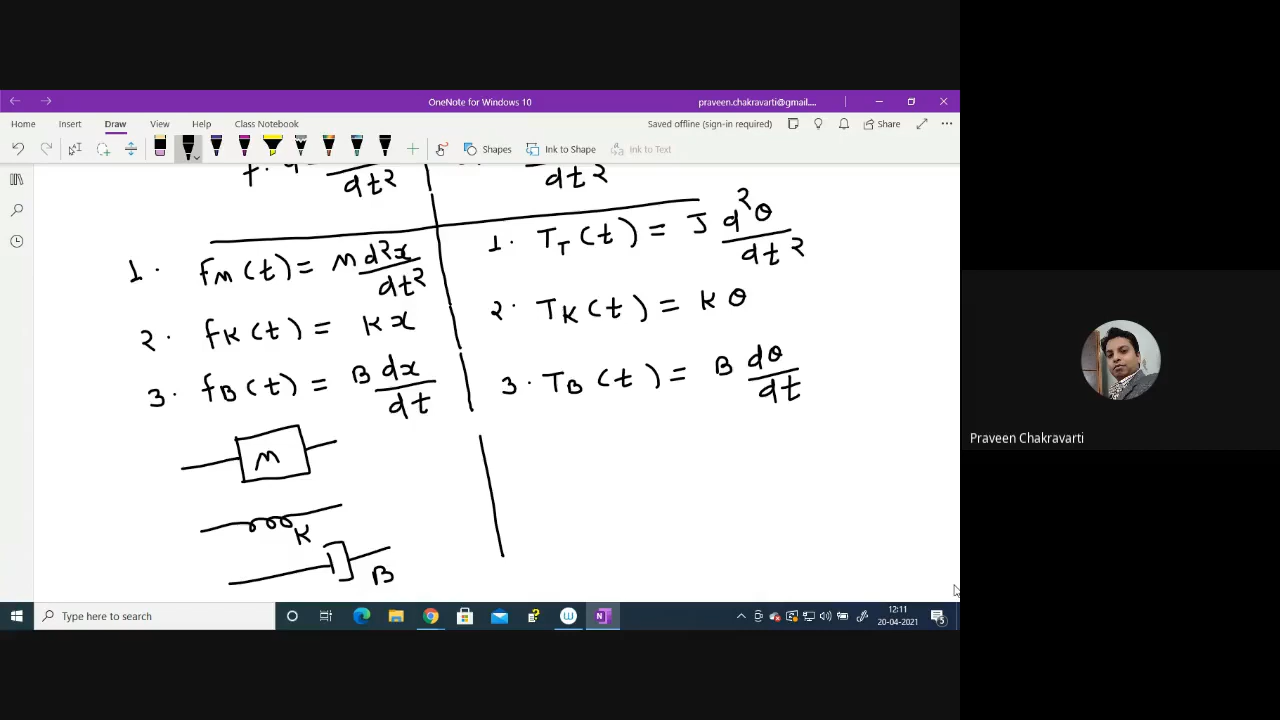 OneNote for Windows 10
praveen.chakravarti@gmail....
Home Insert Draw View Help Class Notebook
Saved offline (sign-in required)
Share
Shapes
Ink to Shape
Ink to Text
dt²
dt²
1. fM(t) = M d²x/dt²
2. fK(t) = Kx
3. fB(t) = B dx/dt
M
K
B
1. TT(t) = J d²θ/dt²
2. TK(t) = Kθ
3. TB(t) = B dθ/dt
Type here to search
12:11
20-04-2021
5
Praveen Chakravarti